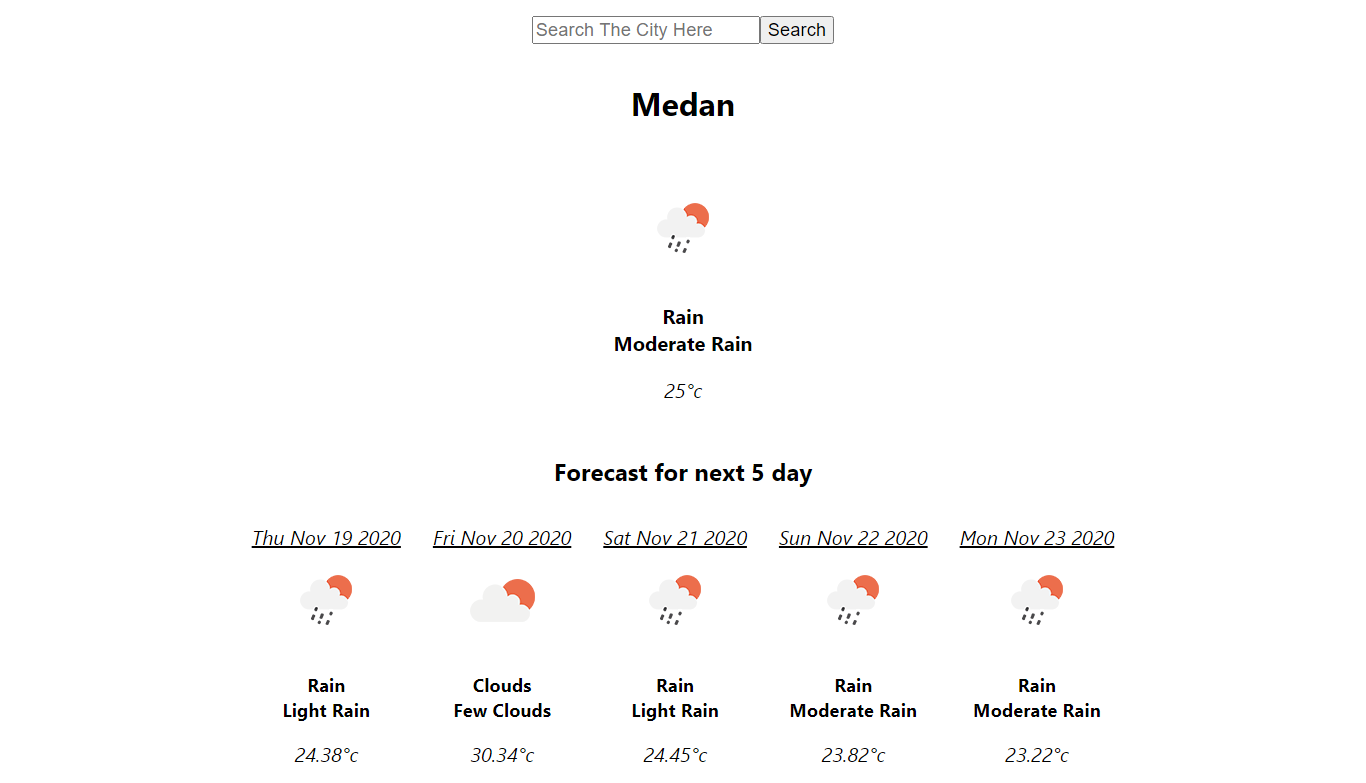 Search The City Here Search
Medan
Rain
Moderate Rain
25°c
Forecast for next 5 day
Thu Nov 19 2020 Fri Nov 20 2020 Sat Nov 21 2020 Sun Nov 22 2020 Mon Nov 23 2020
Rain Clouds Rain Rain Rain
Light Rain Few Clouds Light Rain Moderate Rain Moderate Rain
24.38°c 30.34°c 24.45°c 23.82°c 23.22°c